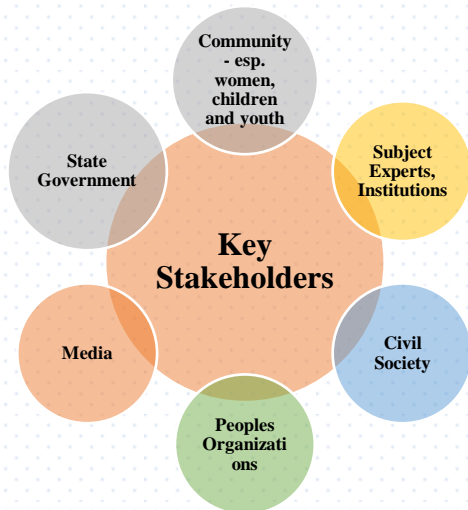 Community
- esp.
women,
children
and youth
State
Government
Subject
Experts,
Institutions
Key
Stakeholders
Media
Civil
Society
Peoples
Organizati
ons